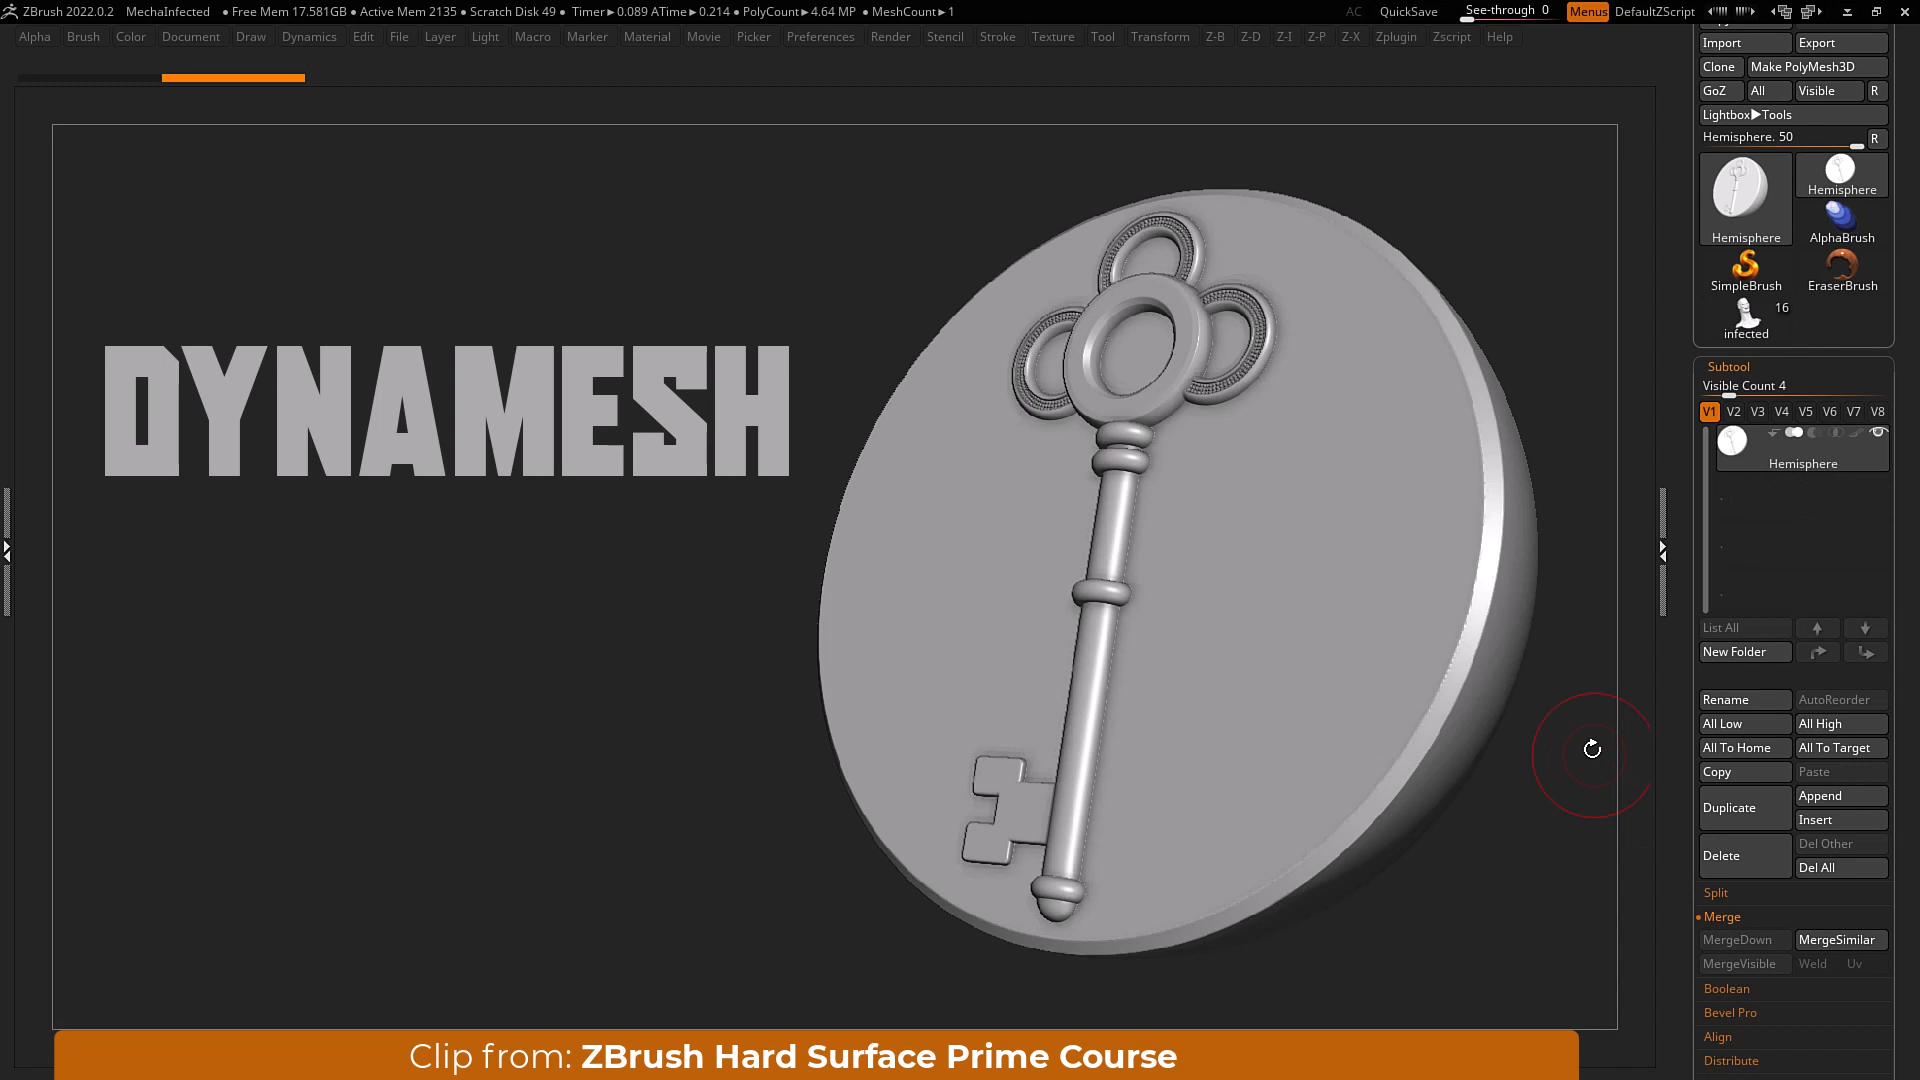 ZBrush 2022.0.2 MechaInfected ● Free Mem 17.581GB ● Active Mem 2135 ● Scratch Disk 49 ● Timer►0.089 ATime►0.214 ● PolyCount►4.64 MP ● MeshCount►1 AC QuickSave See-through 0 Menus DefaultZScript
Alpha Brush Color Document Draw Dynamics Edit File Layer Light Macro Marker Material Movie Picker Preferences Render Stencil Stroke Texture Tool Transform Z-B Z-D Z-I Z-P Z-X Zplugin Zscript Help
Import Export
Clone Make PolyMesh3D
GoZ All Visible R
Lightbox►Tools
Hemisphere. 50 R
Hemisphere
Hemisphere AlphaBrush
SimpleBrush EraserBrush
16
infected
Subtool
Visible Count 4
V1 V2 V3 V4 V5 V6 V7 V8
Hemisphere
DYNAMESH
List All
New Folder
Rename AutoReorder
All Low All High
All To Home All To Target
Copy Paste
Duplicate Append
Insert
Delete Del Other
Del All
Split
Merge
MergeDown MergeSimilar
MergeVisible Weld Uv
Boolean
Bevel Pro
Align
Distribute
Clip from: ZBrush Hard Surface Prime Course